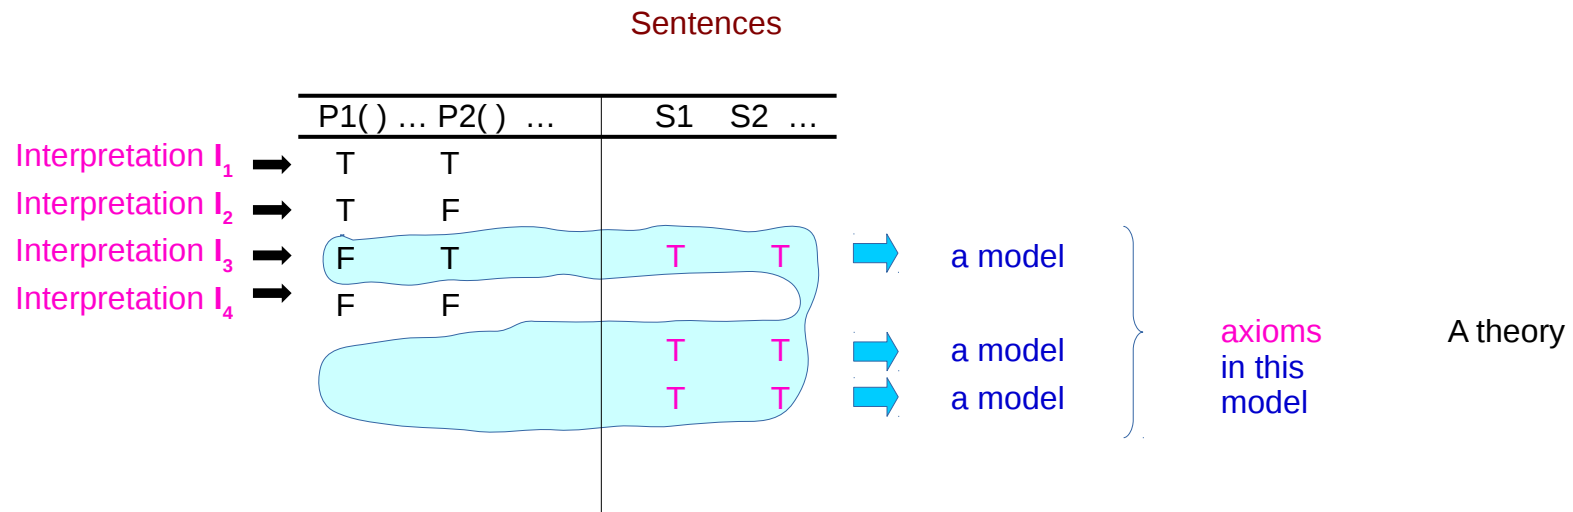 Sentences
P1( ) … P2( ) … S1 S2 …
Interpretation I1 T T
Interpretation I2 T F
Interpretation I3 F T T T a model
Interpretation I4 F F
T T a model
T T a model
axioms
in this
model
A theory